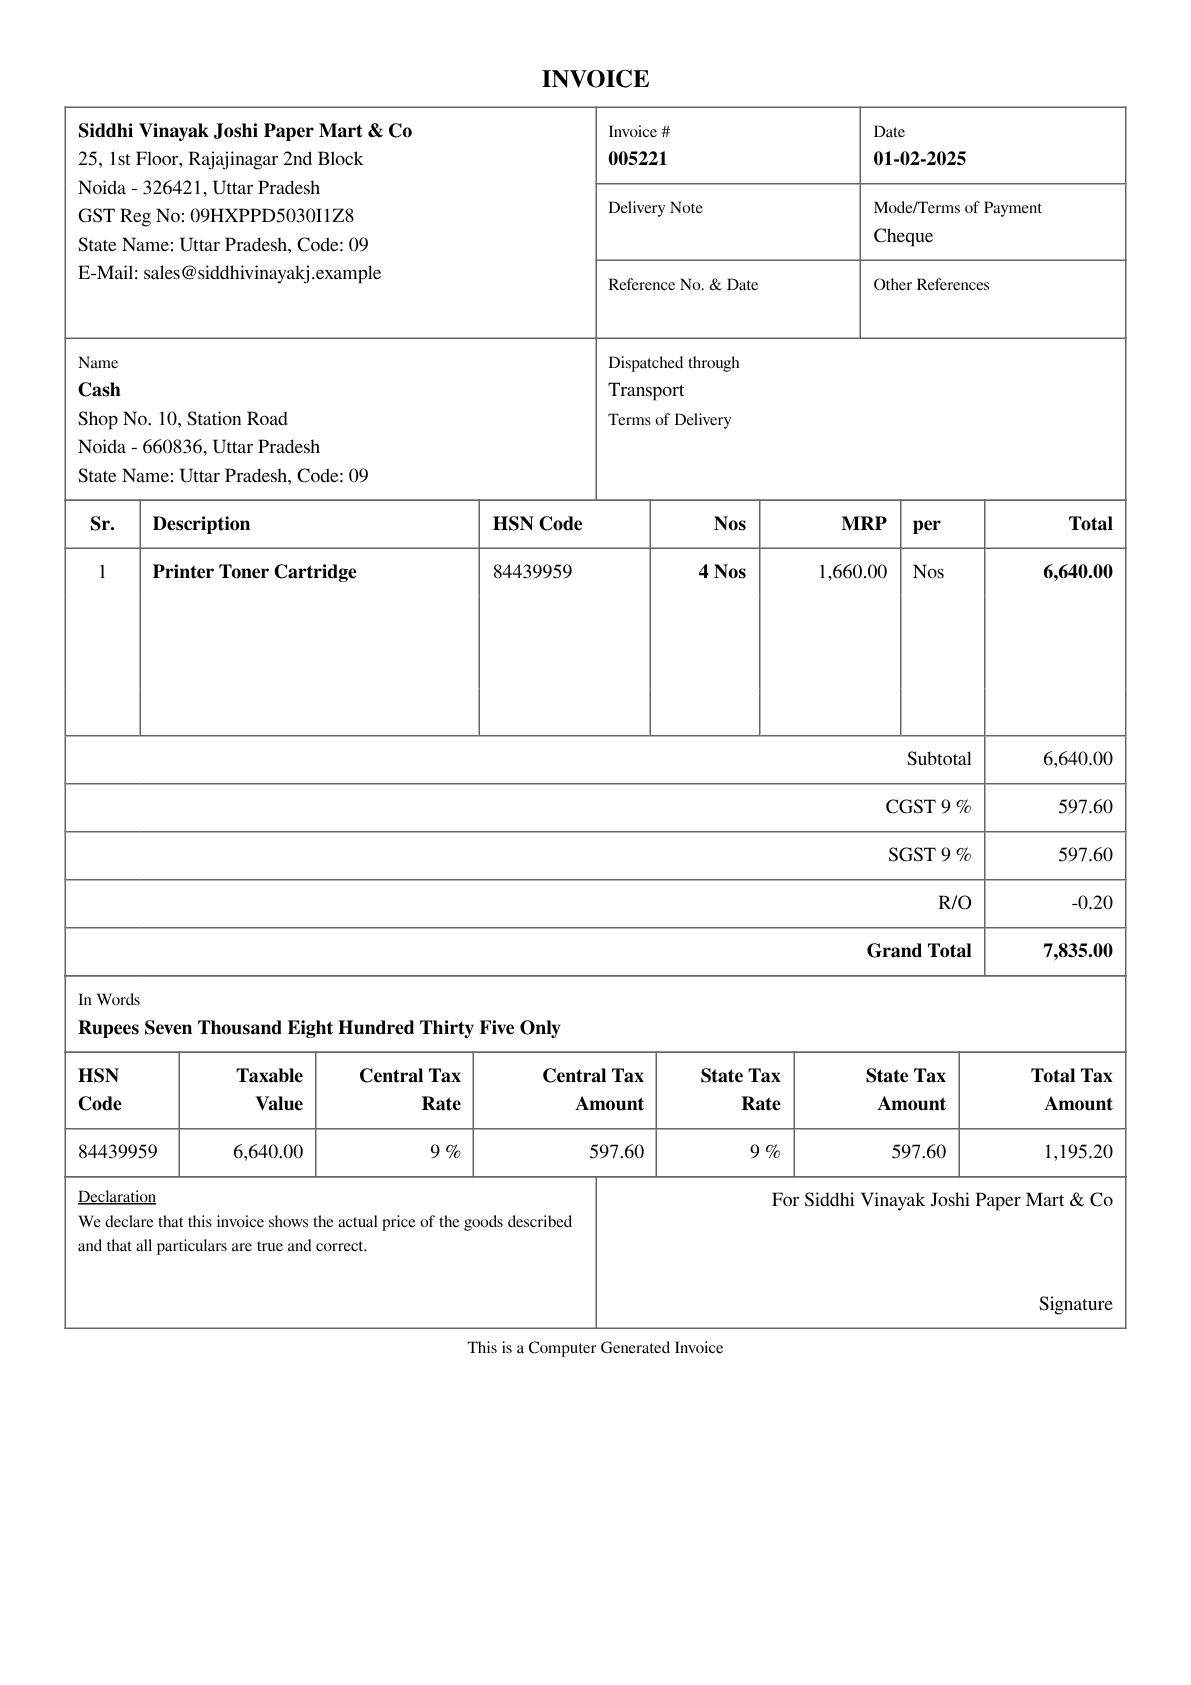 INVOICE
Siddhi Vinayak Joshi Paper Mart & Co
25, 1st Floor, Rajajinagar 2nd Block
Noida - 326421, Uttar Pradesh
GST Reg No: 09HXPPD5030I1Z8
State Name: Uttar Pradesh, Code: 09
E-Mail: sales@siddhivinayakj.example
Invoice #
005221
Date
01-02-2025
Delivery Note
Mode/Terms of Payment
Cheque
Reference No. & Date
Other References
Name
Cash
Shop No. 10, Station Road
Noida - 660836, Uttar Pradesh
State Name: Uttar Pradesh, Code: 09
Dispatched through
Transport
Terms of Delivery
Sr. Description HSN Code Nos MRP per Total
1 Printer Toner Cartridge 84439959 4 Nos 1,660.00 Nos 6,640.00
Subtotal 6,640.00
CGST 9 % 597.60
SGST 9 % 597.60
R/O -0.20
Grand Total 7,835.00
In Words
Rupees Seven Thousand Eight Hundred Thirty Five Only
HSN Code Taxable Value Central Tax Rate Central Tax Amount State Tax Rate State Tax Amount Total Tax Amount
84439959 6,640.00 9 % 597.60 9 % 597.60 1,195.20
Declaration
We declare that this invoice shows the actual price of the goods described
and that all particulars are true and correct.
For Siddhi Vinayak Joshi Paper Mart & Co
Signature
This is a Computer Generated Invoice